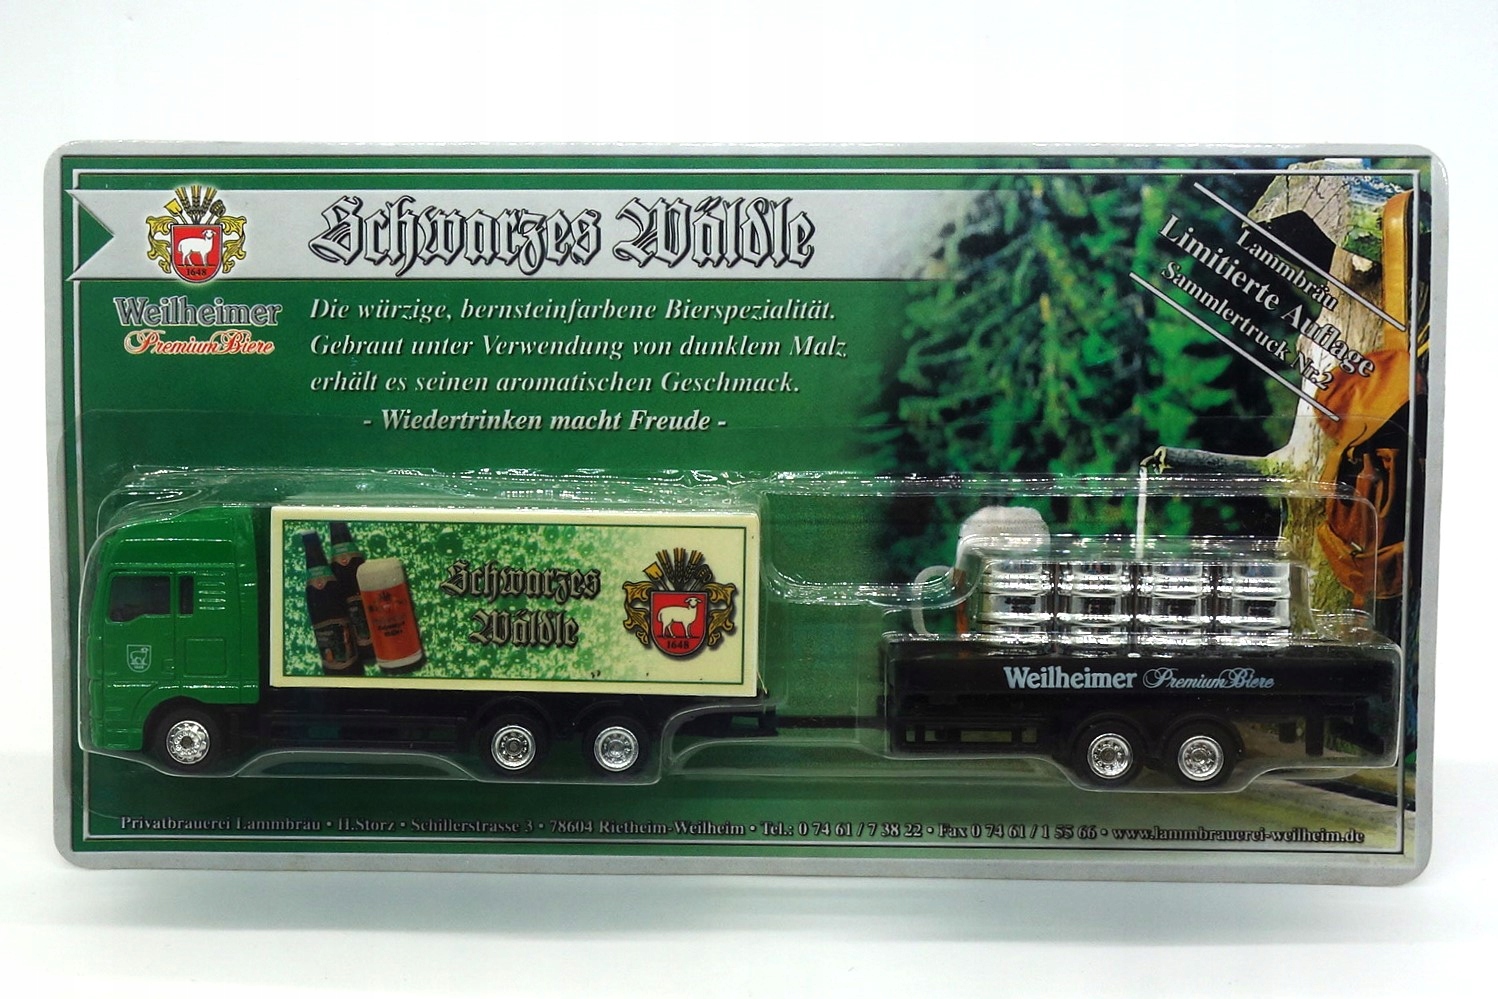 Schwarzes Wäldle
1648
Weilheimer
Premium Biere
Die würzige, bernsteinfarbene Bierspezialität.
Gebraut unter Verwendung von dunklem Malz
erhält es seinen aromatischen Geschmack.
- Wiedertrinken macht Freude -
Lammbräu
Limitierte Auflage
Sammlertruck Nr.2
Schwarzes
Wäldle
1648
Weilheimer Premium Biere
Privatbrauerei Lammbräu • H.Storz • Schillerstrasse 3 • 78604 Rietheim-Weilheim • Tel.: 0 74 61 / 7 38 22 • Fax 0 74 61 / 1 55 66 • www.lammbrauerei-weilheim.de